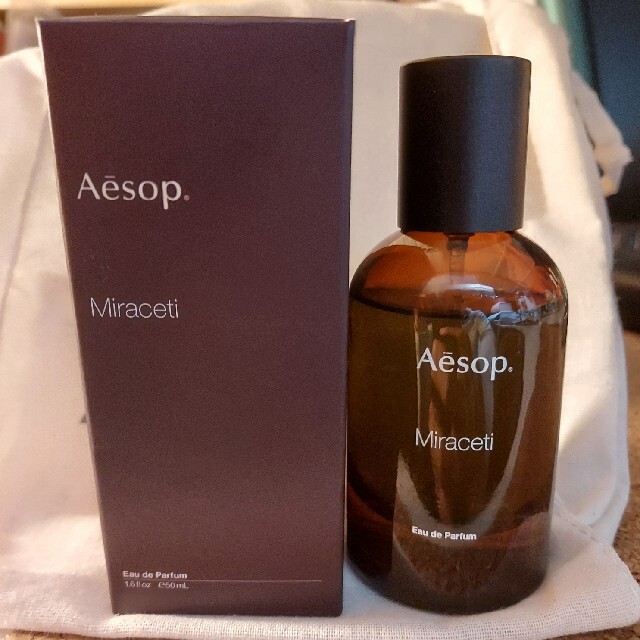 Aēsop®
Miraceti
Eau de Parfum
1.6 fl oz ℮50 mL
Aēsop®
Miraceti
Eau de Parfum